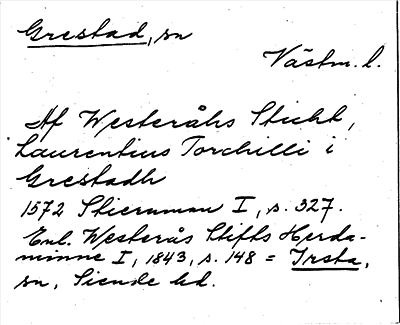 Grestad, sn
Västm. l.
Af Westeråhs Sticht,
Laurentius Torchilli i
Grestadh
1572 Stiernman I, s. 327.
Enl. Westerås Stifts Herda-
minne I, 1843, s. 148 = Irsta,
sn, Siende hd.